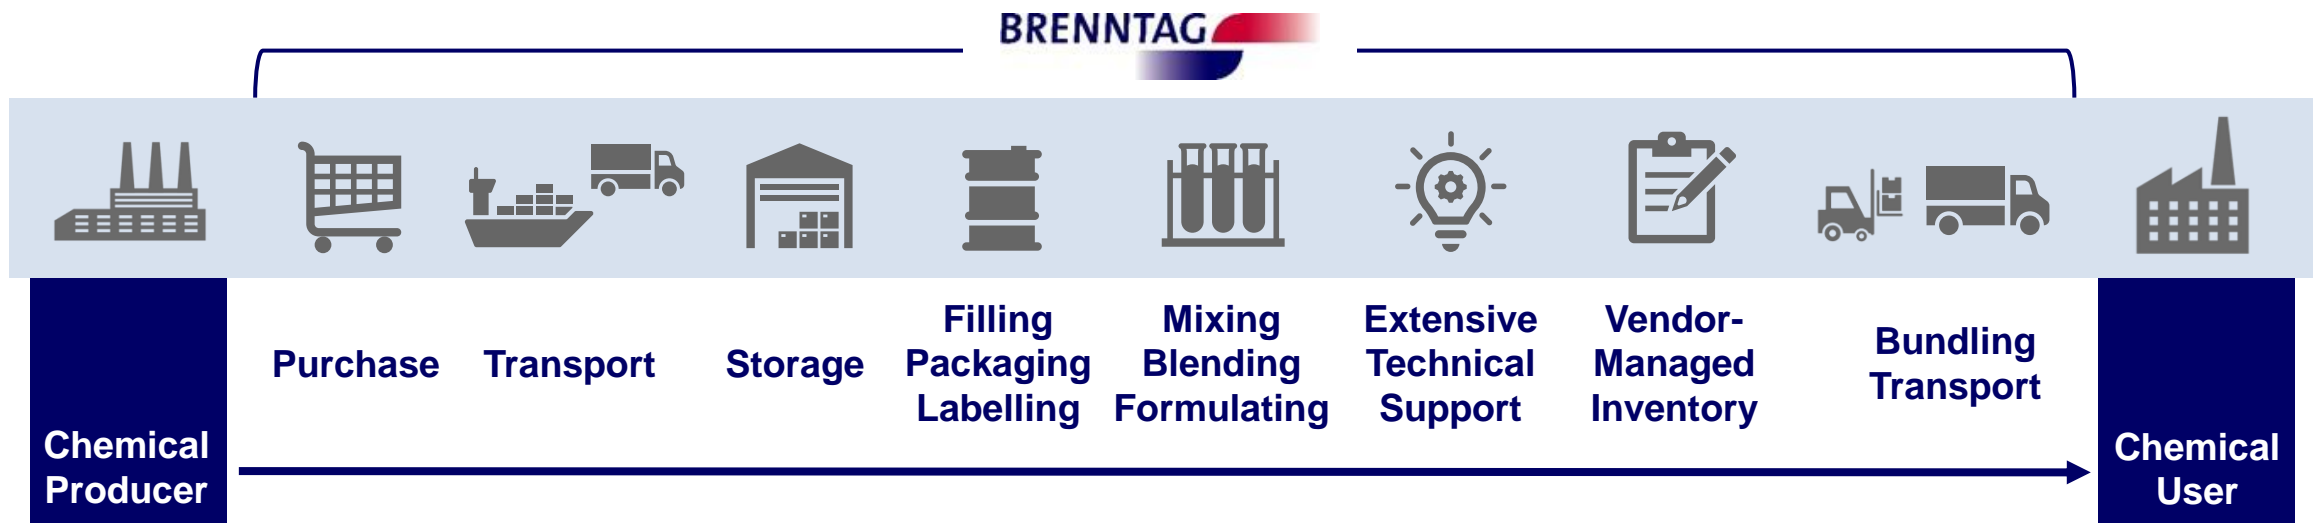 BRENNTAG
Chemical
Producer
Purchase
Transport
Storage
Filling
Packaging
Labelling
Mixing
Blending
Formulating
Extensive
Technical
Support
Vendor-
Managed
Inventory
Bundling
Transport
Chemical
User